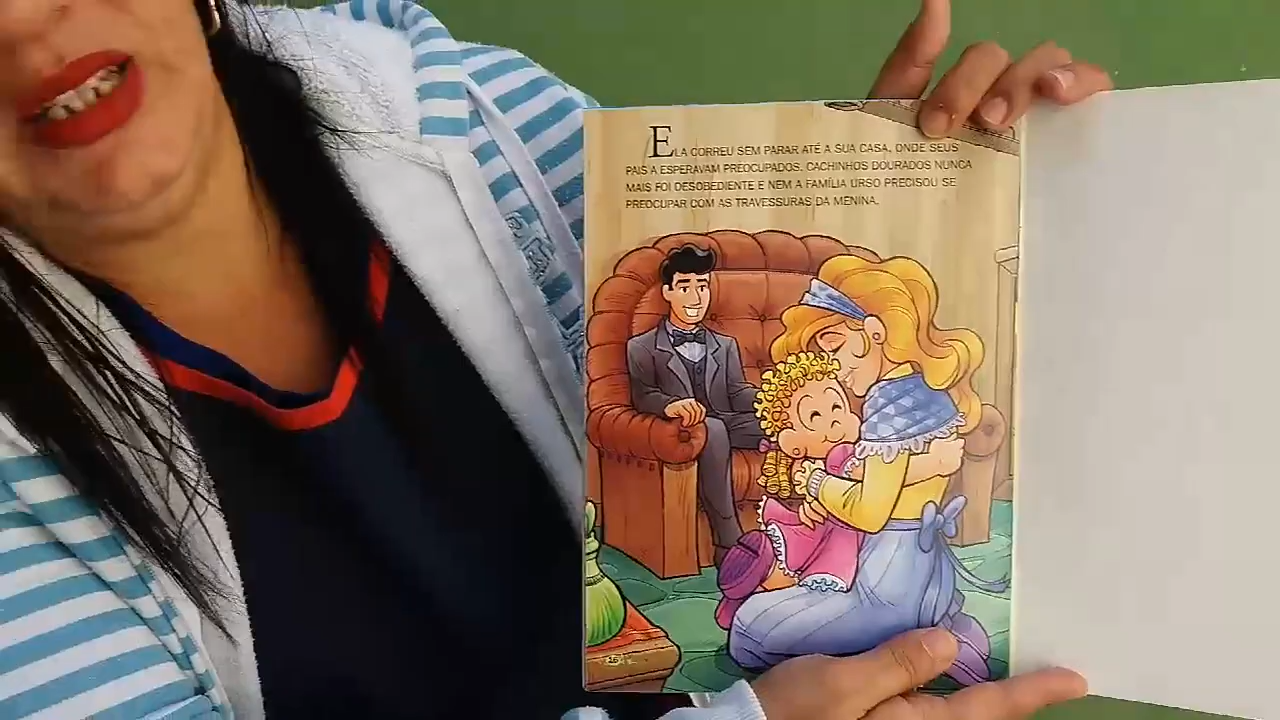 ELA CORREU SEM PARAR ATÉ A SUA CASA, ONDE SEUS
PAIS A ESPERAVAM PREOCUPADOS. CACHINHOS DOURADOS NUNCA
MAIS FOI DESOBEDIENTE E NEM A FAMÍLIA URSO PRECISOU SE
PREOCUPAR COM AS TRAVESSURAS DA MENINA.